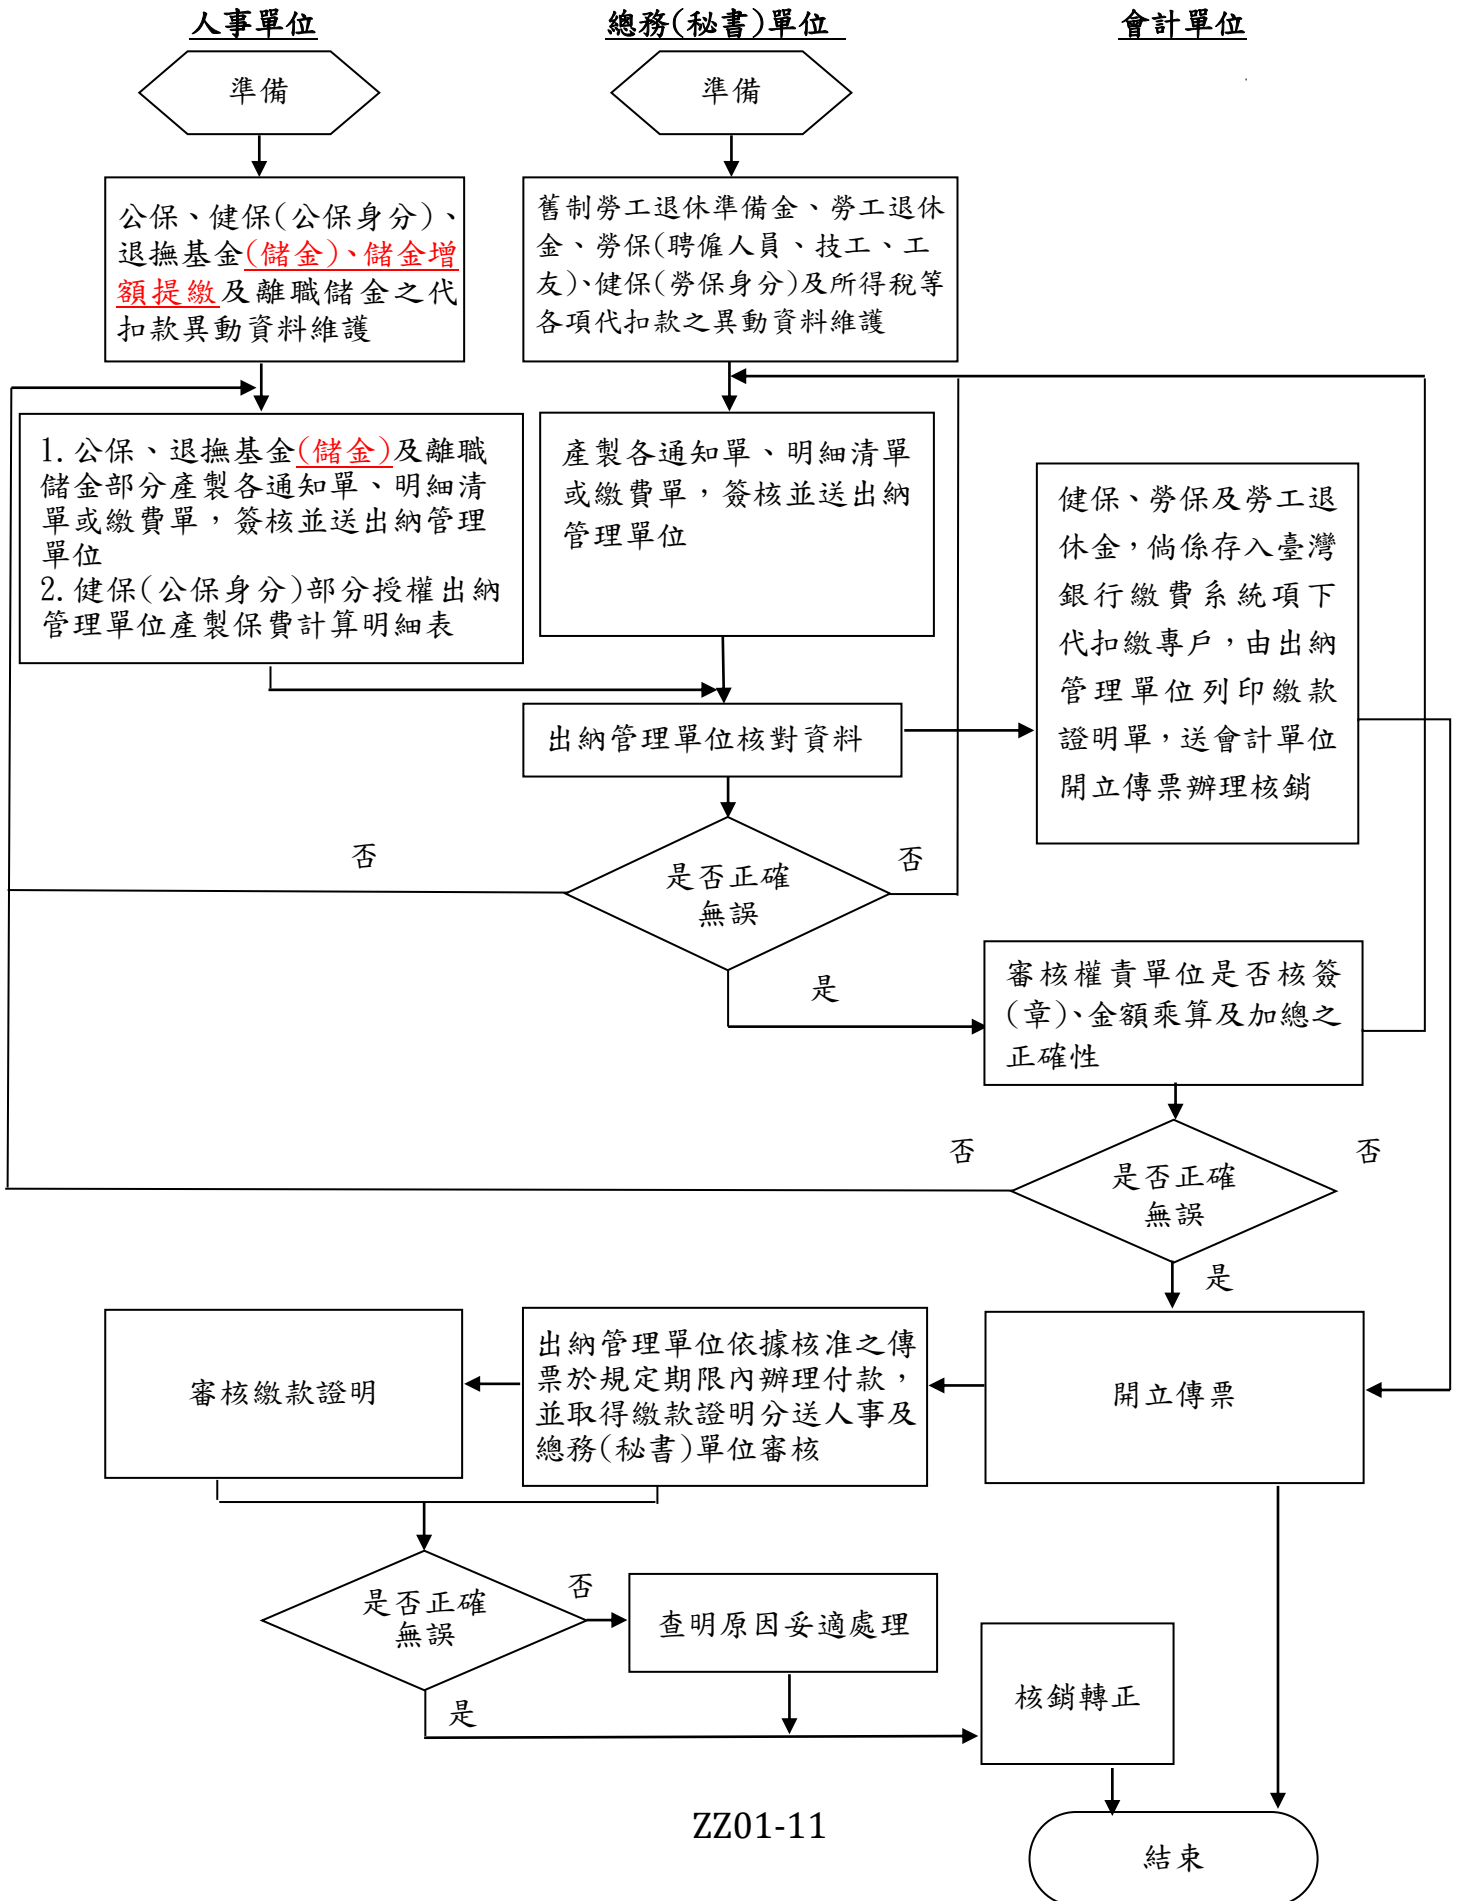 人事單位
總務(秘書)單位
會計單位
準備
準備
公保、健保(公保身分)、
退撫基金(儲金)、儲金增
額提繳及離職儲金之代
扣款異動資料維護
舊制勞工退休準備金、勞工退休
金、勞保(聘僱人員、技工、工
友)、健保(勞保身分)及所得稅等
各項代扣款之異動資料維護
1.公保、退撫基金(儲金)及離職
儲金部分產製各通知單、明細清
單或繳費單，簽核並送出納管理
單位
2.健保(公保身分)部分授權出納
管理單位產製保費計算明細表
產製各通知單、明細清單
或繳費單，簽核並送出納
管理單位
健保、勞保及勞工退
休金，倘係存入臺灣
銀行繳費系統項下
代扣繳專戶，由出納
管理單位列印繳款
證明單，送會計單位
開立傳票辦理核銷
出納管理單位核對資料
否
是否正確
無誤
否
是
審核權責單位是否核簽
(章)、金額乘算及加總之
正確性
否
是否正確
無誤
否
是
審核繳款證明
出納管理單位依據核准之傳
票於規定期限內辦理付款，
並取得繳款證明分送人事及
總務(秘書)單位審核
開立傳票
是否正確
無誤
否
查明原因妥適處理
是
核銷轉正
ZZ01-11
結束